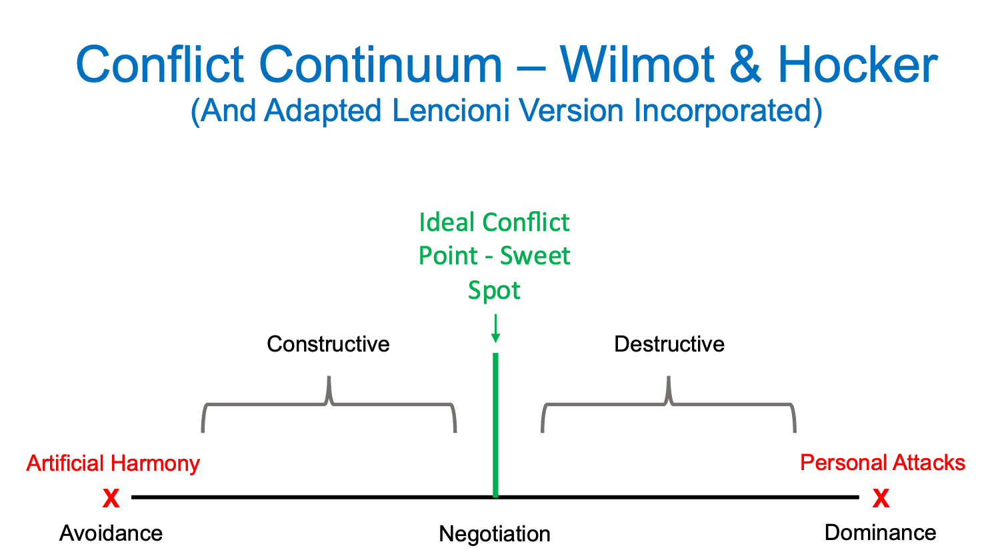 Conflict Continuum – Wilmot & Hocker
(And Adapted Lencioni Version Incorporated)
Ideal Conflict
Point - Sweet
Spot
Constructive
Destructive
Artificial Harmony
Personal Attacks
X
X
Avoidance
Negotiation
Dominance